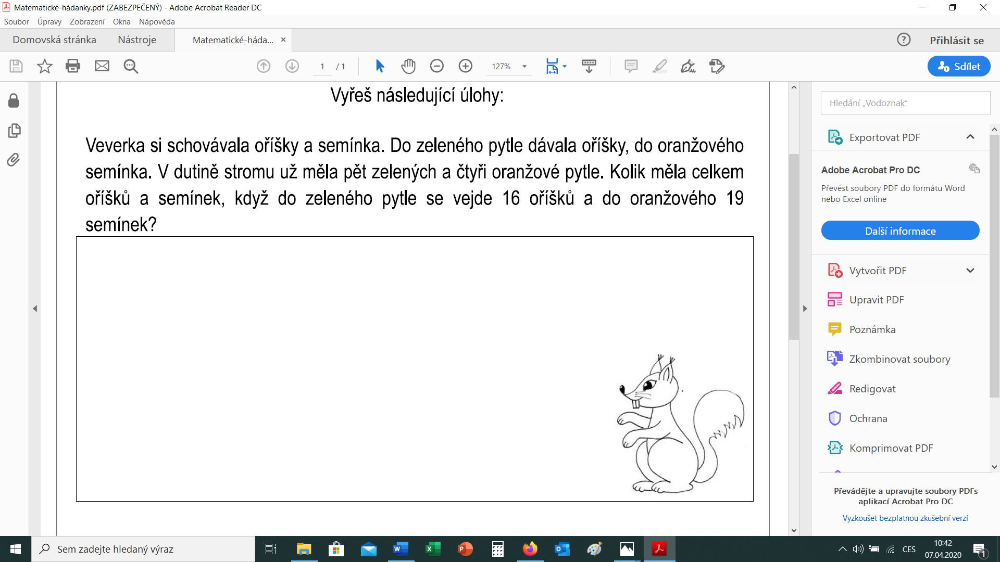 Matematické-hádanky.pdf (ZABEZPEČENÝ) - Adobe Acrobat Reader DC
Soubor Úpravy Zobrazení Okna Nápověda
Domovská stránka Nástroje Matematické-háda... × Přihlásit se
1 / 1 127% Sdílet
Vyřeš následující úlohy:
Veverka si schovávala oříšky a semínka. Do zeleného pytle dávala oříšky, do oranžového
semínka. V dutině stromu už měla pět zelených a čtyři oranžové pytle. Kolik měla celkem
oříšků a semínek, když do zeleného pytle se vejde 16 oříšků a do oranžového 19
semínek?
Hledání „Vodoznak“
Exportovat PDF
Adobe Acrobat Pro DC
Převést soubory PDF do formátu Word
nebo Excel online
Další informace
Vytvořit PDF
Upravit PDF
Poznámka
Zkombinovat soubory
Redigovat
Ochrana
Komprimovat PDF
Převádějte a upravujte soubory PDFs
aplikací Acrobat Pro DC
Vyzkoušet bezplatnou zkušební verzi
Sem zadejte hledaný výraz
CES
10:42
07.04.2020
1